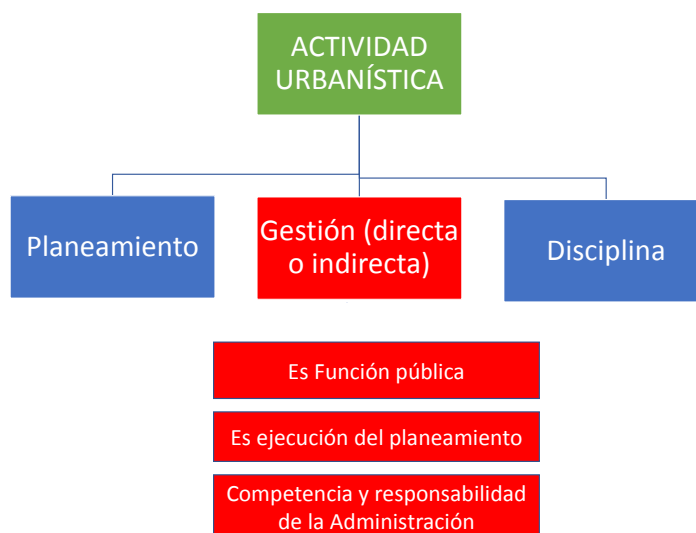 ACTIVIDAD
URBANÍSTICA
Planeamiento
Gestión (directa
o indirecta)
Disciplina
Es Función pública
Es ejecución del planeamiento
Competencia y responsabilidad
de la Administración